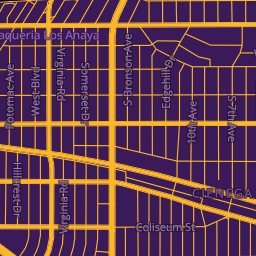 aqueria Los Anaya
Potomac Ave
West Blvd
Virginia Rd
Somerset Dr
S Bronson Ave
Edgehill Dr
10th Ave
S 7th Ave
Hillcrest Dr
Virginia Rd
CIENEGA
Coliseum St